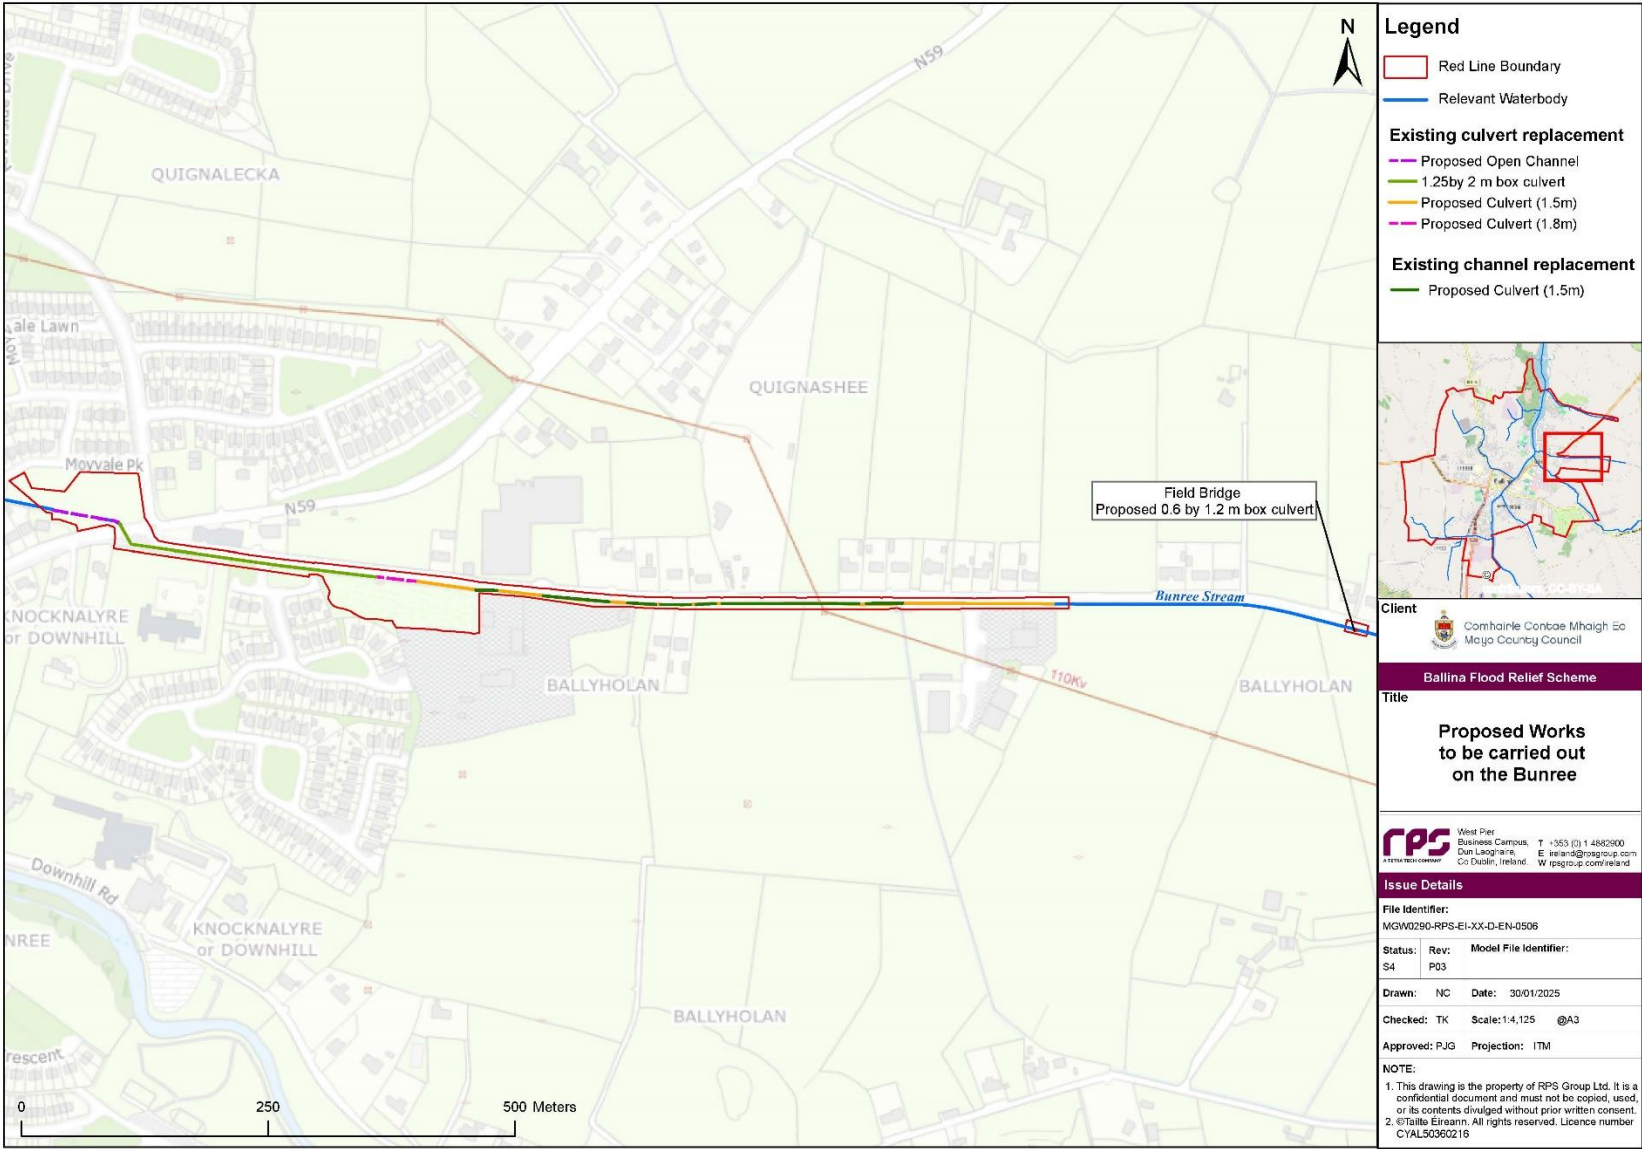 N
N59
QUIGNALECKA
ale Lawn
QUIGNASHEE
Moyvale Pk
N59
Field Bridge
Proposed 0.6 by 1.2 m box culvert
Bunree Stream
KNOCKNALYRE
or DOWNHILL
BALLYHOLAN
110Kv
BALLYHOLAN
Downhill Rd
KNOCKNALYRE
or DOWNHILL
NREE
BALLYHOLAN
rescent
0 250 500 Meters
Legend
Red Line Boundary
Relevant Waterbody
Existing culvert replacement
Proposed Open Channel
1.25by 2 m box culvert
Proposed Culvert (1.5m)
Proposed Culvert (1.8m)
Existing channel replacement
Proposed Culvert (1.5m)
Client
Comhairle Contae Mhaigh Eo
Mayo County Council
Ballina Flood Relief Scheme
Title
Proposed Works
to be carried out
on the Bunree
rps
A TETRA TECH COMPANY
West Pier
Business Campus,
Dun Laoghaire,
Co Dublin, Ireland.
T +353 (0) 1 4882900
E ireland@rpsgroup.com
W rpsgroup.com/ireland
Issue Details
File Identifier:
MGW0290-RPS-EI-XX-D-EN-0506
Status: Rev: Model File Identifier:
S4 P03
Drawn: NC Date: 30/01/2025
Checked: TK Scale:1:4,125 @A3
Approved: PJG Projection: ITM
NOTE:
1. This drawing is the property of RPS Group Ltd. It is a
confidential document and must not be copied, used,
or its contents divulged without prior written consent.
2. ©Tailte Éireann. All rights reserved. Licence number
CYAL50360216